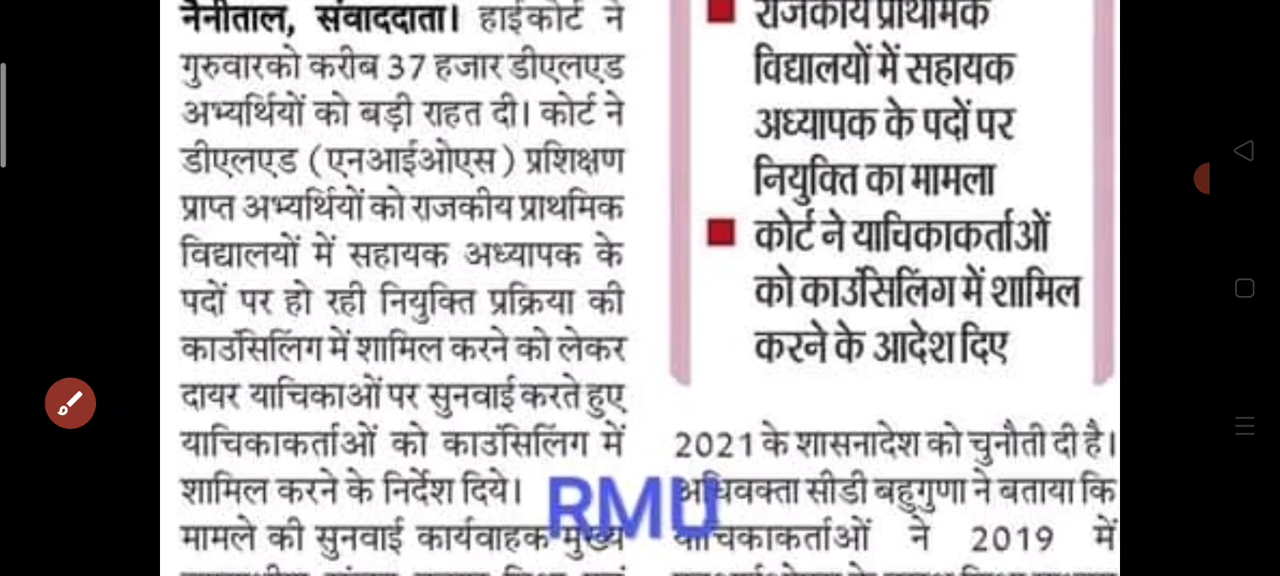 नैनीताल, संवाददाता। हाईकोर्ट ने
गुरुवारको करीब 37 हजार डीएलएड
अभ्यर्थियों को बड़ी राहत दी। कोर्ट ने
डीएलएड (एनआईओएस) प्रशिक्षण
प्राप्त अभ्यर्थियों को राजकीय प्राथमिक
विद्यालयों में सहायक अध्यापक के
पदों पर हो रही नियुक्ति प्रक्रिया की
काउंसिलिंग में शामिल करने को लेकर
दायर याचिकाओं पर सुनवाई करते हुए
याचिकाकर्ताओं को काउंसिलिंग में
शामिल करने के निर्देश दिये।
मामले की सुनवाई कार्यवाहक मुख्य
राजकीय प्राथमिक
विद्यालयों में सहायक
अध्यापक के पदों पर
नियुक्ति का मामला
कोर्ट ने याचिकाकर्ताओं
को काउंसिलिंग में शामिल
करने के आदेश दिए
2021 के शासनादेश को चुनौती दी है।
अधिवक्ता सीडी बहुगुणा ने बताया कि
याचिकाकर्ताओं ने 2019 में
RMU